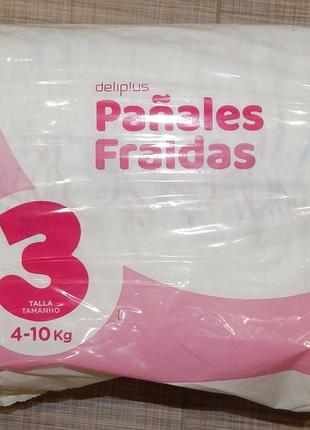 deliplus
Pañales
Fraldas
3
TALLA
TAMANHO
4-10 Kg